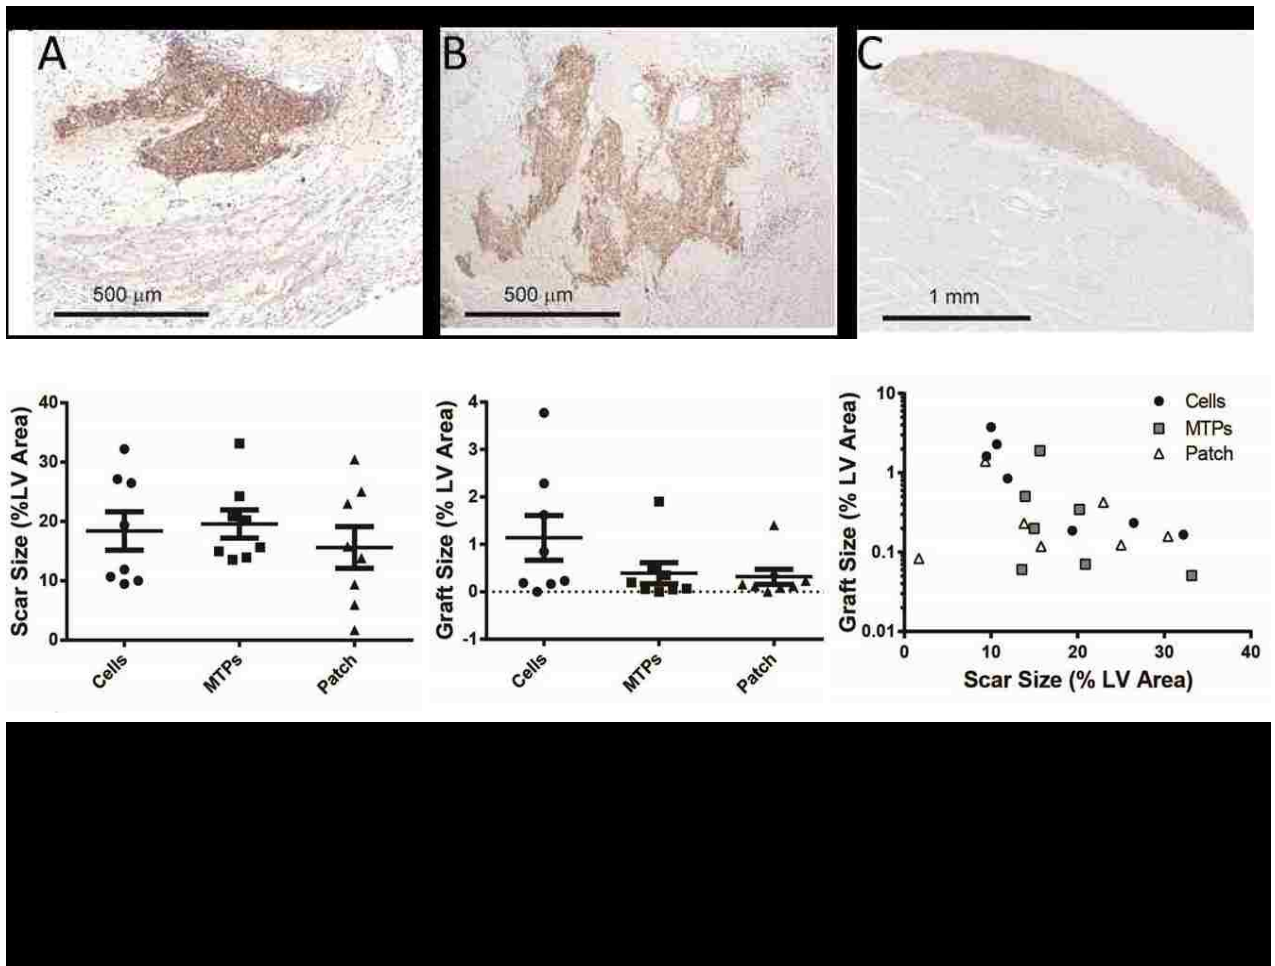 A
B
C
500 μm
500 μm
1 mm
Scar Size (%LV Area)
40
30
20
10
0
Cells
MTPs
Patch
Graft Size (% LV Area)
4
3
2
1
0
-1
Cells
MTPs
Patch
Graft Size (% LV Area)
10
1
0.1
0.01
0
10
20
30
40
Scar Size (% LV Area)
Cells
MTPs
Patch